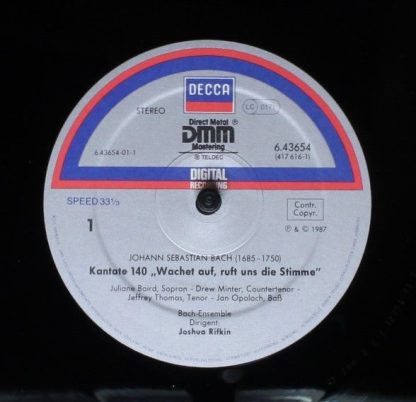 DECCA
STEREO
LC 0171
Direct Metal
DMM
Mastering
Ⓟ TELDEC
6.43654-01-1
6.43654
(417 616-1)
DIGITAL
RECORDING
SPEED 33⅓
Contr.
Copyr.
1
Ⓟ & © 1987
JOHANN SEBASTIAN BACH (1685-1750)
Kantate 140 „Wachet auf, ruft uns die Stimme"
Juliane Baird, Sopran - Drew Minter, Countertenor -
Jeffrey Thomas, Tenor - Jan Opalach, Baß
Bach-Ensemble
Dirigent:
Joshua Rifkin